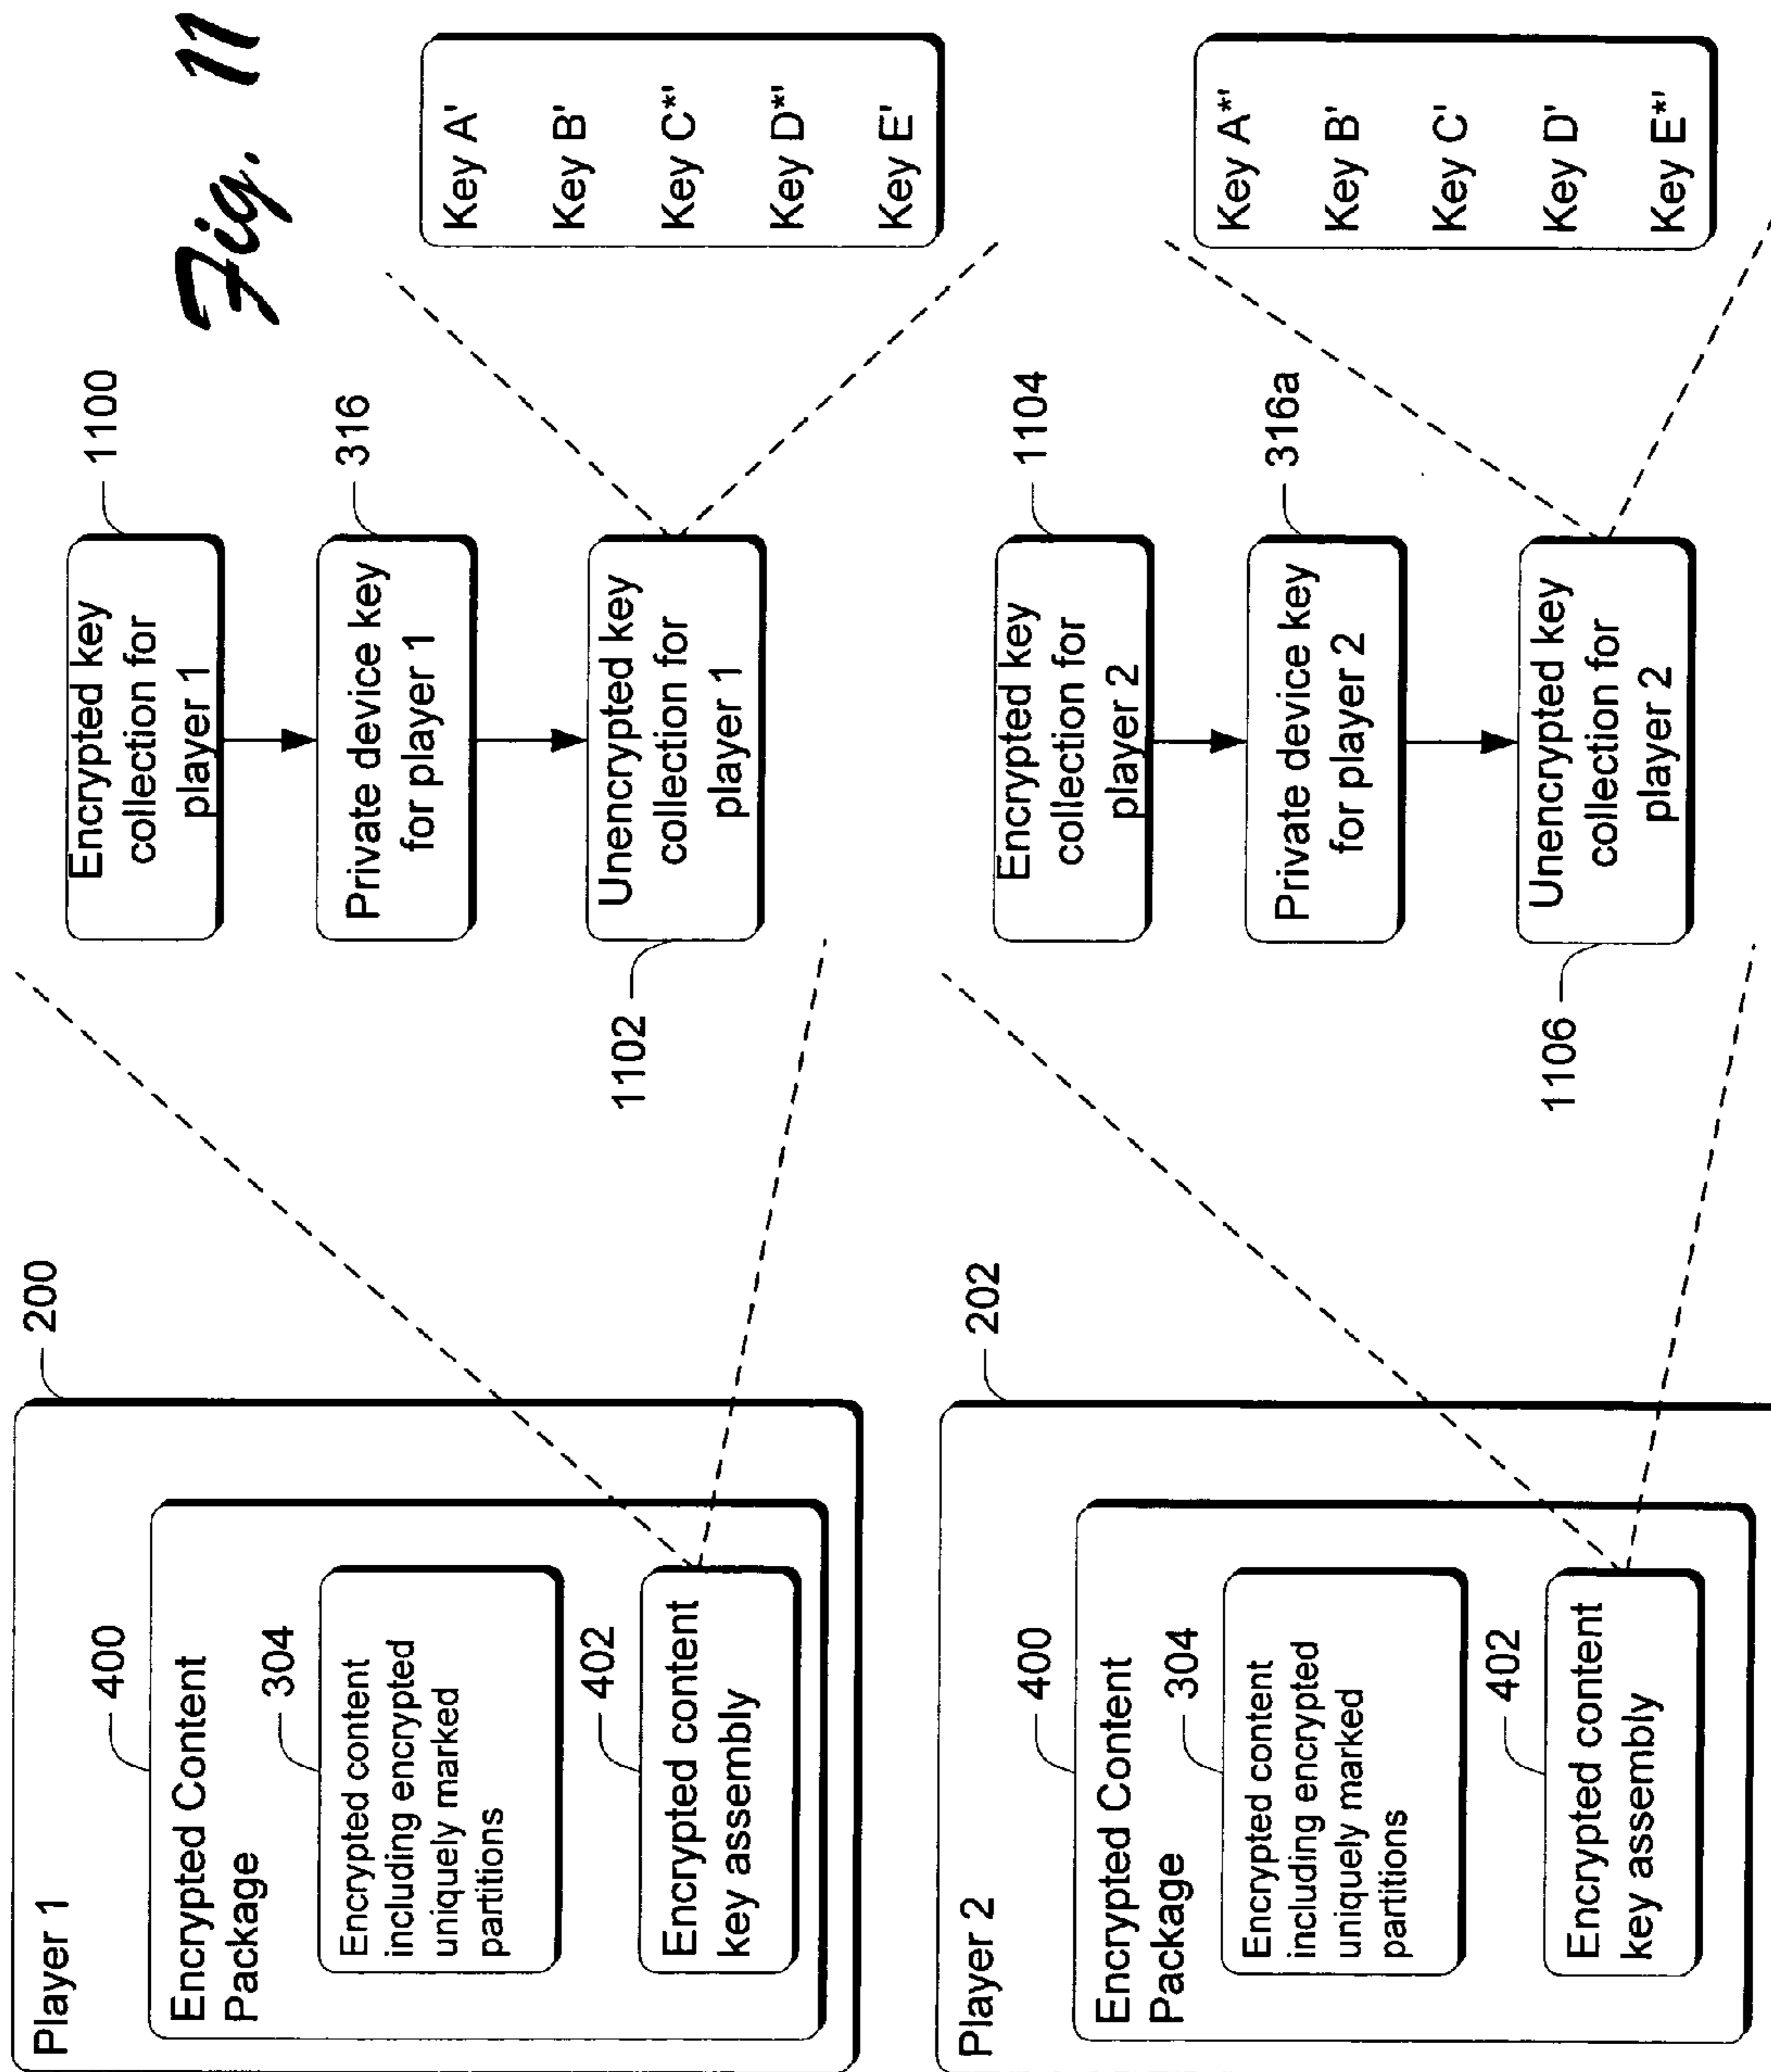 Fig. 11
Player 1
200
400
Encrypted Content
Package
304
Encrypted content
including encrypted
uniquely marked
partitions
402
Encrypted content
key assembly
Encrypted key
collection for
player 1
1100
Private device key
for player 1
316
Unencrypted key
collection for
player 1
1102
Key A'
Key B'
Key C*'
Key D*'
Key E'
Player 2
202
400
Encrypted Content
Package
304
Encrypted content
including encrypted
uniquely marked
partitions
402
Encrypted content
key assembly
Encrypted key
collection for
player 2
1104
Private device key
for player 2
316a
Unencrypted key
collection for
player 2
1106
Key A*'
Key B'
Key C'
Key D'
Key E*'